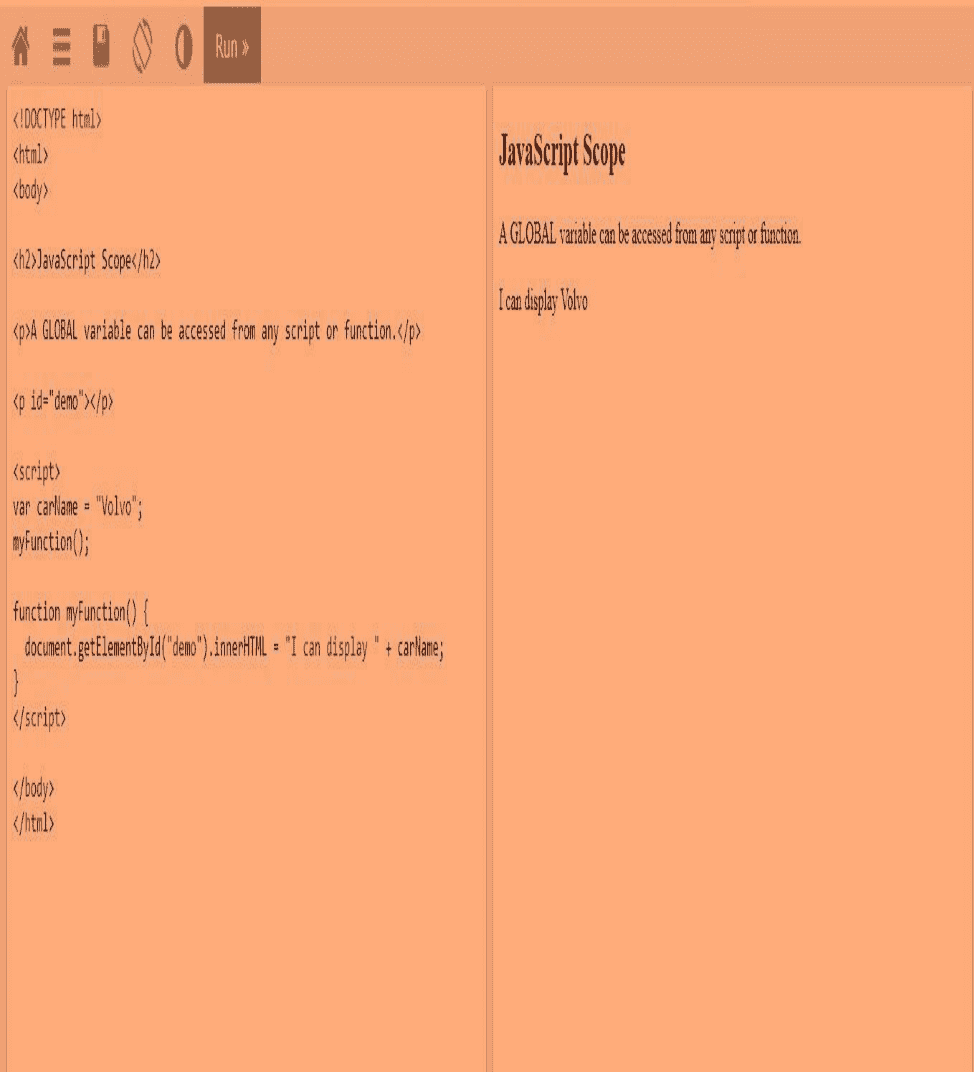 Run »
<!DOCTYPE html>
<html>
<body>
<h2>JavaScript Scope</h2>
<p>A GLOBAL variable can be accessed from any script or function.</p>
<p id="demo"></p>
<script>
var carName = "Volvo";
myFunction();
function myFunction() {
  document.getElementById("demo").innerHTML = "I can display " + carName;
}
</script>
</body>
</html>
JavaScript Scope
A GLOBAL variable can be accessed from any script or function.
I can display Volvo